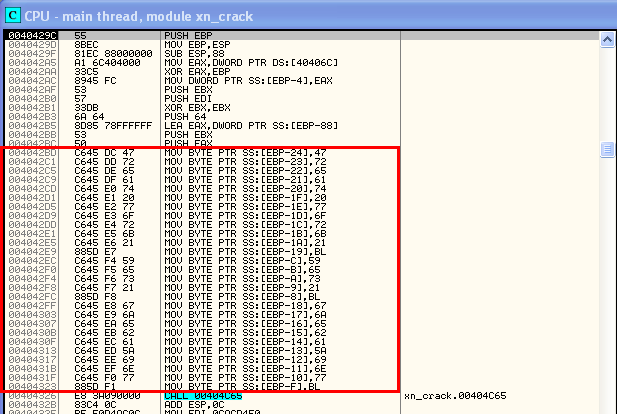 C CPU - main thread, module xn_crack
0040429C 55 PUSH EBP
0040429D 8BEC MOV EBP,ESP
0040429F 81EC 88000000 SUB ESP,88
004042A5 A1 6C404000 MOV EAX,DWORD PTR DS:[40406C]
004042AA 33C5 XOR EAX,EBP
004042AC 8945 FC MOV DWORD PTR SS:[EBP-4],EAX
004042AF 53 PUSH EBX
004042B0 57 PUSH EDI
004042B1 33DB XOR EBX,EBX
004042B3 6A 64 PUSH 64
004042B5 8D85 78FFFFFF LEA EAX,DWORD PTR SS:[EBP-88]
004042BB 53 PUSH EBX
004042BC 50 PUSH EAX
004042BD C645 DC 47 MOV BYTE PTR SS:[EBP-24],47
004042C1 C645 DD 72 MOV BYTE PTR SS:[EBP-23],72
004042C5 C645 DE 65 MOV BYTE PTR SS:[EBP-22],65
004042C9 C645 DF 61 MOV BYTE PTR SS:[EBP-21],61
004042CD C645 E0 74 MOV BYTE PTR SS:[EBP-20],74
004042D1 C645 E1 20 MOV BYTE PTR SS:[EBP-1F],20
004042D5 C645 E2 77 MOV BYTE PTR SS:[EBP-1E],77
004042D9 C645 E3 6F MOV BYTE PTR SS:[EBP-1D],6F
004042DD C645 E4 72 MOV BYTE PTR SS:[EBP-1C],72
004042E1 C645 E5 6B MOV BYTE PTR SS:[EBP-1B],6B
004042E5 C645 E6 21 MOV BYTE PTR SS:[EBP-1A],21
004042E9 885D E7 MOV BYTE PTR SS:[EBP-19],BL
004042EC C645 F4 59 MOV BYTE PTR SS:[EBP-C],59
004042F0 C645 F5 65 MOV BYTE PTR SS:[EBP-B],65
004042F4 C645 F6 73 MOV BYTE PTR SS:[EBP-A],73
004042F8 C645 F7 21 MOV BYTE PTR SS:[EBP-9],21
004042FC 885D F8 MOV BYTE PTR SS:[EBP-8],BL
004042FF C645 E8 67 MOV BYTE PTR SS:[EBP-18],67
00404303 C645 E9 6A MOV BYTE PTR SS:[EBP-17],6A
00404307 C645 EA 65 MOV BYTE PTR SS:[EBP-16],65
0040430B C645 EB 62 MOV BYTE PTR SS:[EBP-15],62
0040430F C645 EC 61 MOV BYTE PTR SS:[EBP-14],61
00404313 C645 ED 5A MOV BYTE PTR SS:[EBP-13],5A
00404317 C645 EE 69 MOV BYTE PTR SS:[EBP-12],69
0040431B C645 EF 6E MOV BYTE PTR SS:[EBP-11],6E
0040431F C645 F0 77 MOV BYTE PTR SS:[EBP-10],77
00404323 885D F1 MOV BYTE PTR SS:[EBP-F],BL
00404326 E8 3A090000 CALL 00404C65 xn_crack.00404C65
0040432B 83C4 0C ADD ESP,0C